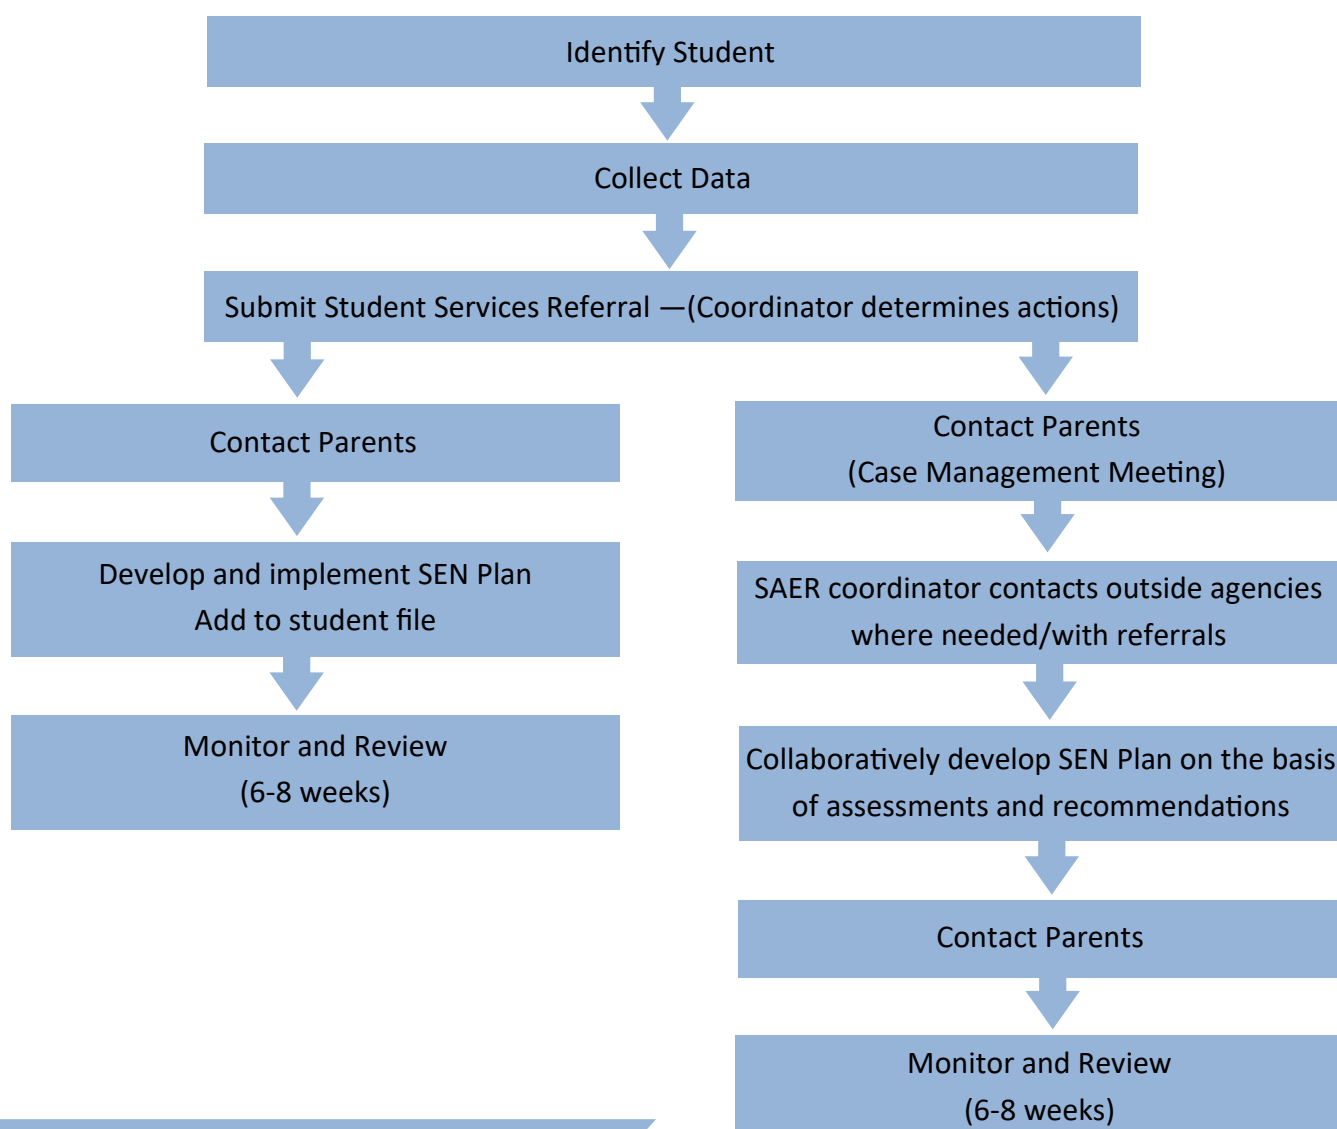 Identify Student
Collect Data
Submit Student Services Referral —(Coordinator determines actions)
Contact Parents
Develop and implement SEN Plan
Add to student file
Monitor and Review
(6-8 weeks)
Contact Parents
(Case Management Meeting)
SAER coordinator contacts outside agencies
where needed/with referrals
Collaboratively develop SEN Plan on the basis
of assessments and recommendations
Contact Parents
Monitor and Review
(6-8 weeks)